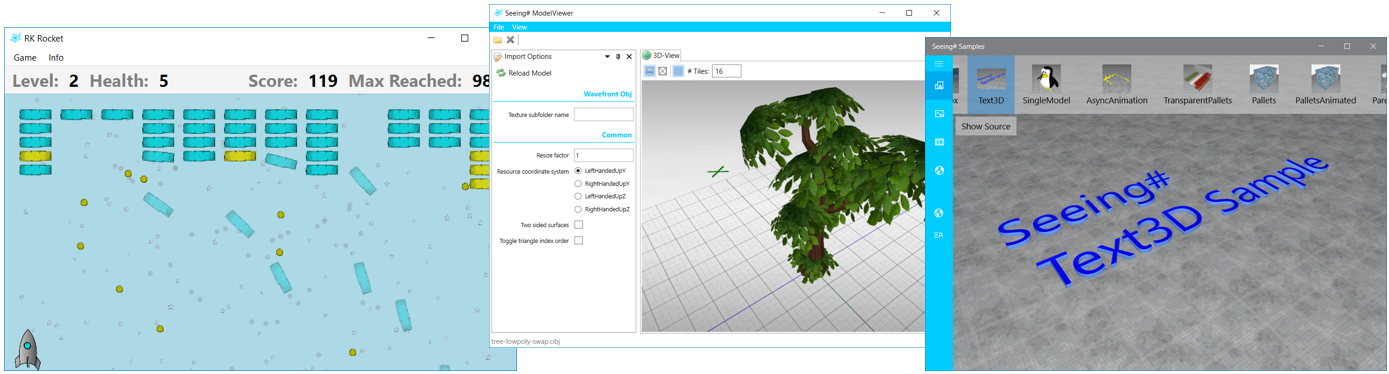 RK Rocket
Game Info
Level: 2 Health: 5 Score: 119 Max Reached: 98
Seeing# ModelViewer
File View
Import Options
Reload Model
Wavefront Obj
Texture subfolder name
Common
Resize factor 1
Resource coordinate system LeftHandedUpY
RightHandedUpY
LeftHandedUpZ
RightHandedUpZ
Two sided surfaces
Toggle triangle index order
3D-View
# Tiles: 16
tree-lowpoly-swap.obj
Seeing# Samples
ox Text3D SingleModel AsyncAnimation TransparentPallets Pallets PalletsAnimated Pare
Show Source
Seeing#
Text3D Sample